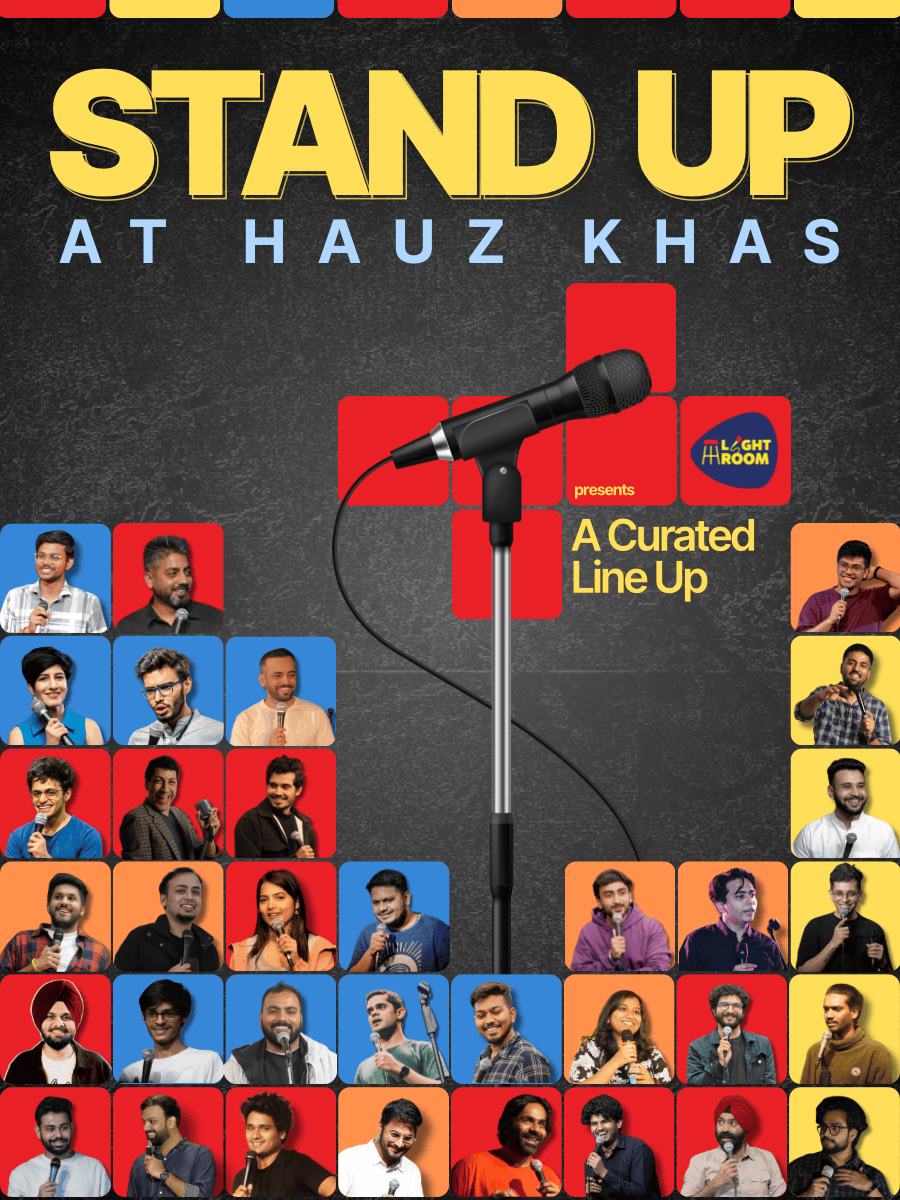 STAND UP
AT HAUZ KHAS
LIGHT
ROOM
presents
A Curated
Line Up